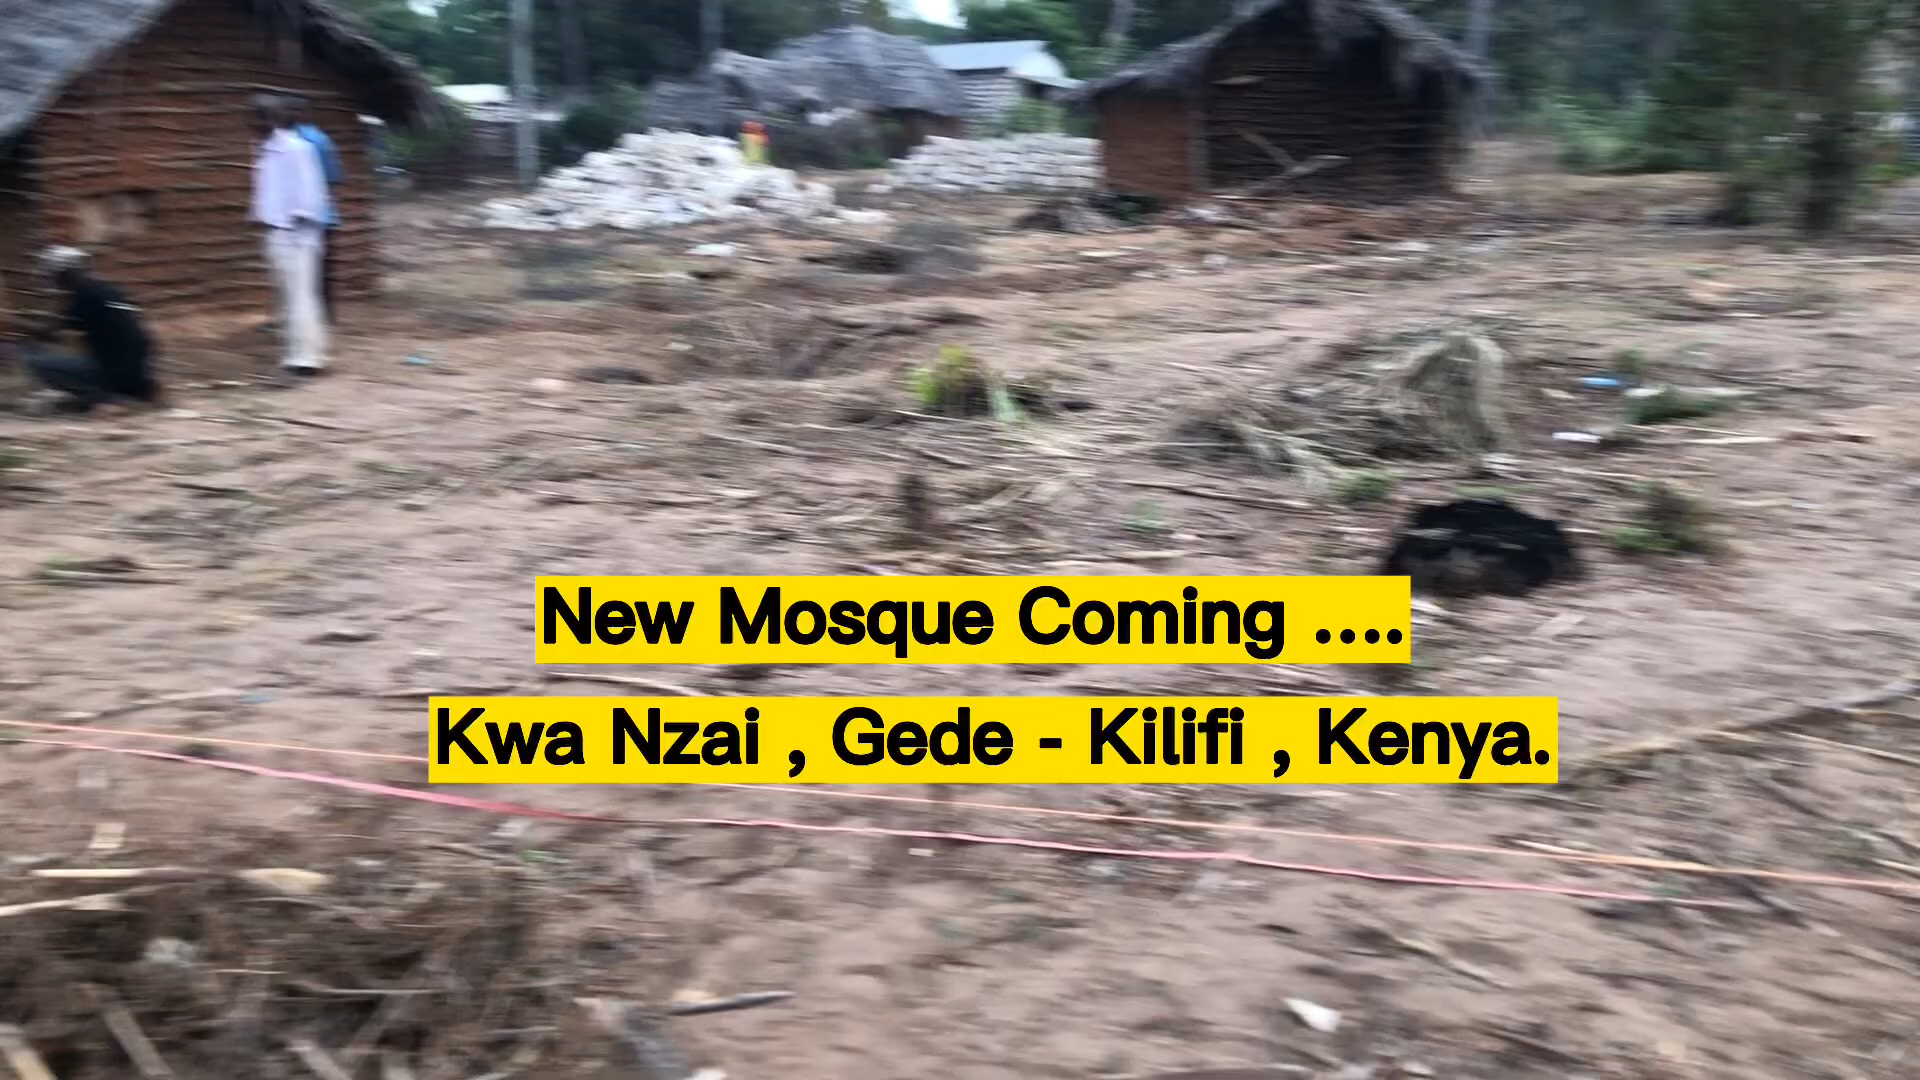 New Mosque Coming ....
Kwa Nzai , Gede - Kilifi , Kenya.